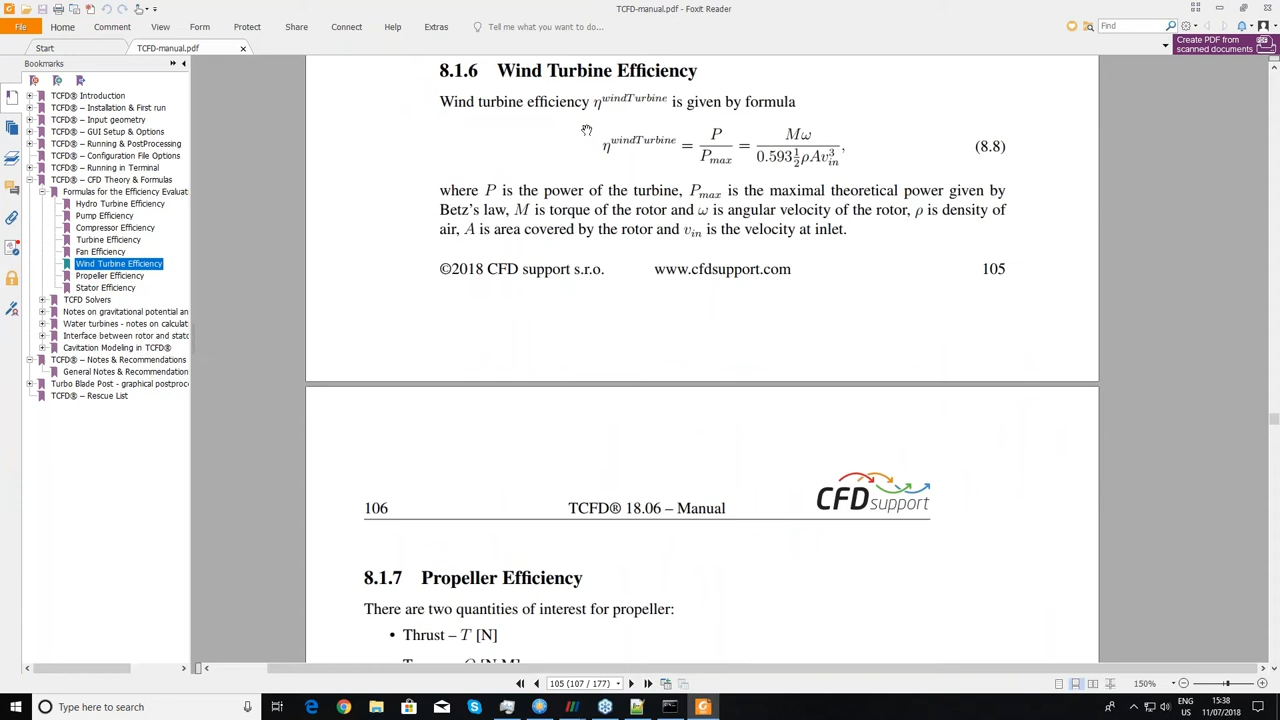 TCFD-manual.pdf - Foxit Reader
File Home Comment View Form Protect Share Connect Help Extras Tell me what you want to do... Find
Start TCFD-manual.pdf Create PDF from
scanned documents
Bookmarks
TCFD® Introduction
TCFD® – Installation & First run
TCFD® – Input geometry
TCFD® – GUI Setup & Options
TCFD® – Running & PostProcessing
TCFD® – Configuration File Options
TCFD® – Running in Terminal
TCFD® – CFD Theory & Formulas
Formulas for the Efficiency Evaluat
Hydro Turbine Efficiency
Pump Efficiency
Compressor Efficiency
Turbine Efficiency
Fan Efficiency
Wind Turbine Efficiency
Propeller Efficiency
Stator Efficiency
TCFD Solvers
Notes on gravitational potential an
Water turbines - notes on calculat
Interface between rotor and stato
Cavitation Modeling in TCFD®
TCFD® – Notes & Recommendations
General Notes & Recommendation
Turbo Blade Post - graphical postproc
TCFD® – Rescue List
8.1.6 Wind Turbine Efficiency
Wind turbine efficiency η^windTurbine is given by formula
η^windTurbine = P/P_max = Mω/0.593 1/2 ρAv_in^3, (8.8)
where P is the power of the turbine, P_max is the maximal theoretical power given by
Betz's law, M is torque of the rotor and ω is angular velocity of the rotor, ρ is density of
air, A is area covered by the rotor and v_in is the velocity at inlet.
©2018 CFD support s.r.o. www.cfdsupport.com 105
CFD support
106 TCFD® 18.06 – Manual
8.1.7 Propeller Efficiency
There are two quantities of interest for propeller:
• Thrust – T [N]
105 (107 / 177) 150%
Type here to search ENG 15:38
US 11/07/2018